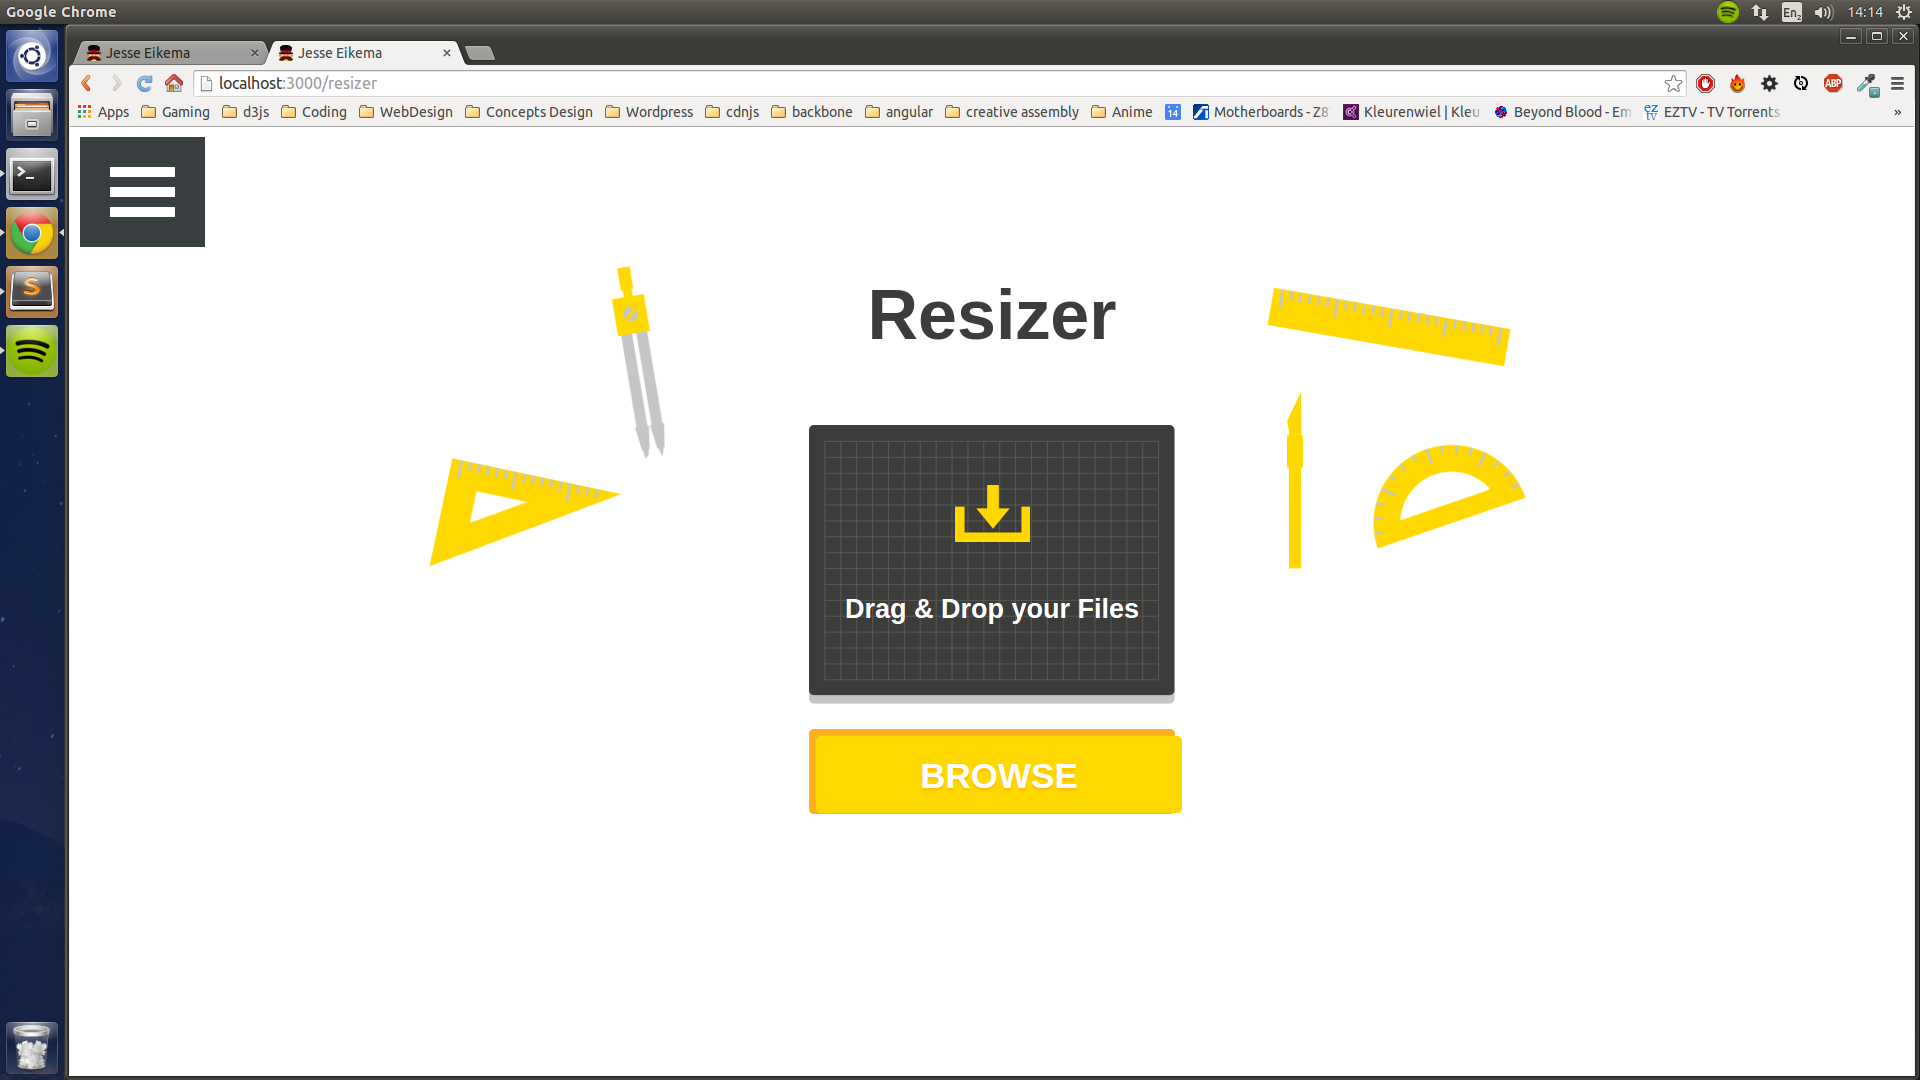 Google Chrome
En2
14:14
Jesse Eikema
Jesse Eikema
localhost:3000/resizer
ABP
Apps Gaming d3js Coding WebDesign Concepts Design Wordpress cdnjs backbone angular creative assembly Anime 14 Motherboards - Z8 Kleurenwiel | Kleu Beyond Blood - Em EZTV - TV Torrents »
Resizer
Drag & Drop your Files
BROWSE